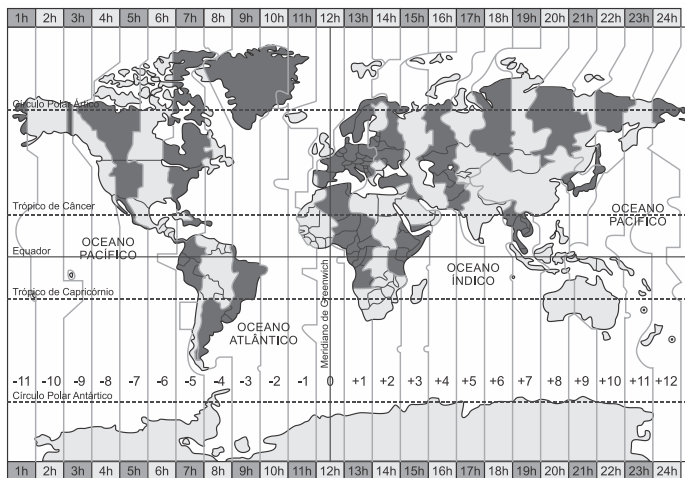 1h 2h 3h 4h 5h 6h 7h 8h 9h 10h 11h 12h 13h 14h 15h 16h 17h 18h 19h 20h 21h 22h 23h 24h
Círculo Polar Ártico
Trópico de Câncer
OCEANO
PACÍFICO
OCEANO
PACÍFICO
Equador
OCEANO
ÍNDICO
Trópico de Capricórnio
OCEANO
ATLÂNTICO
Meridiano de Greenwich
-11 -10 -9 -8 -7 -6 -5 -4 -3 -2 -1 0 +1 +2 +3 +4 +5 +6 +7 +8 +9 +10 +11 +12
Círculo Polar Antártico
1h 2h 3h 4h 5h 6h 7h 8h 9h 10h 11h 12h 13h 14h 15h 16h 17h 18h 19h 20h 21h 22h 23h 24h